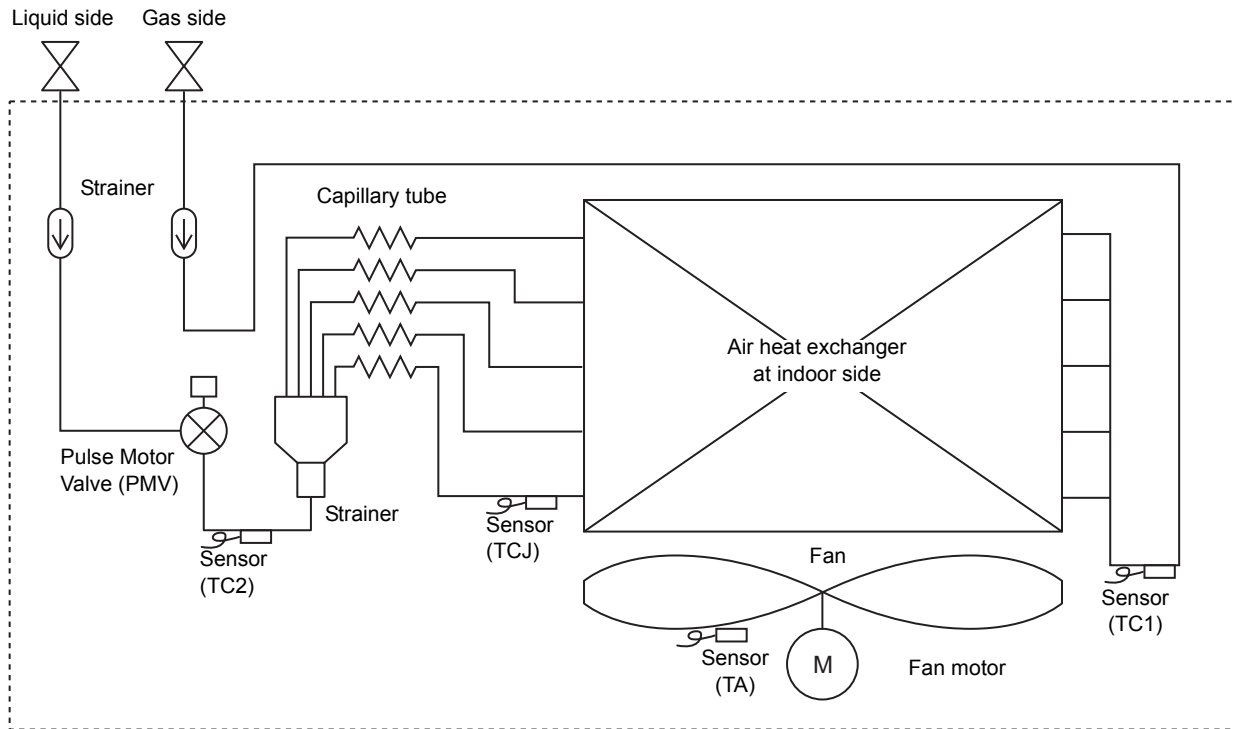 Liquid side
Gas side
Strainer
Capillary tube
Air heat exchanger
at indoor side
Pulse Motor
Valve (PMV)
Strainer
Sensor
(TCJ)
Sensor
(TC2)
Fan
Sensor
(TC1)
Sensor
(TA)
M
Fan motor